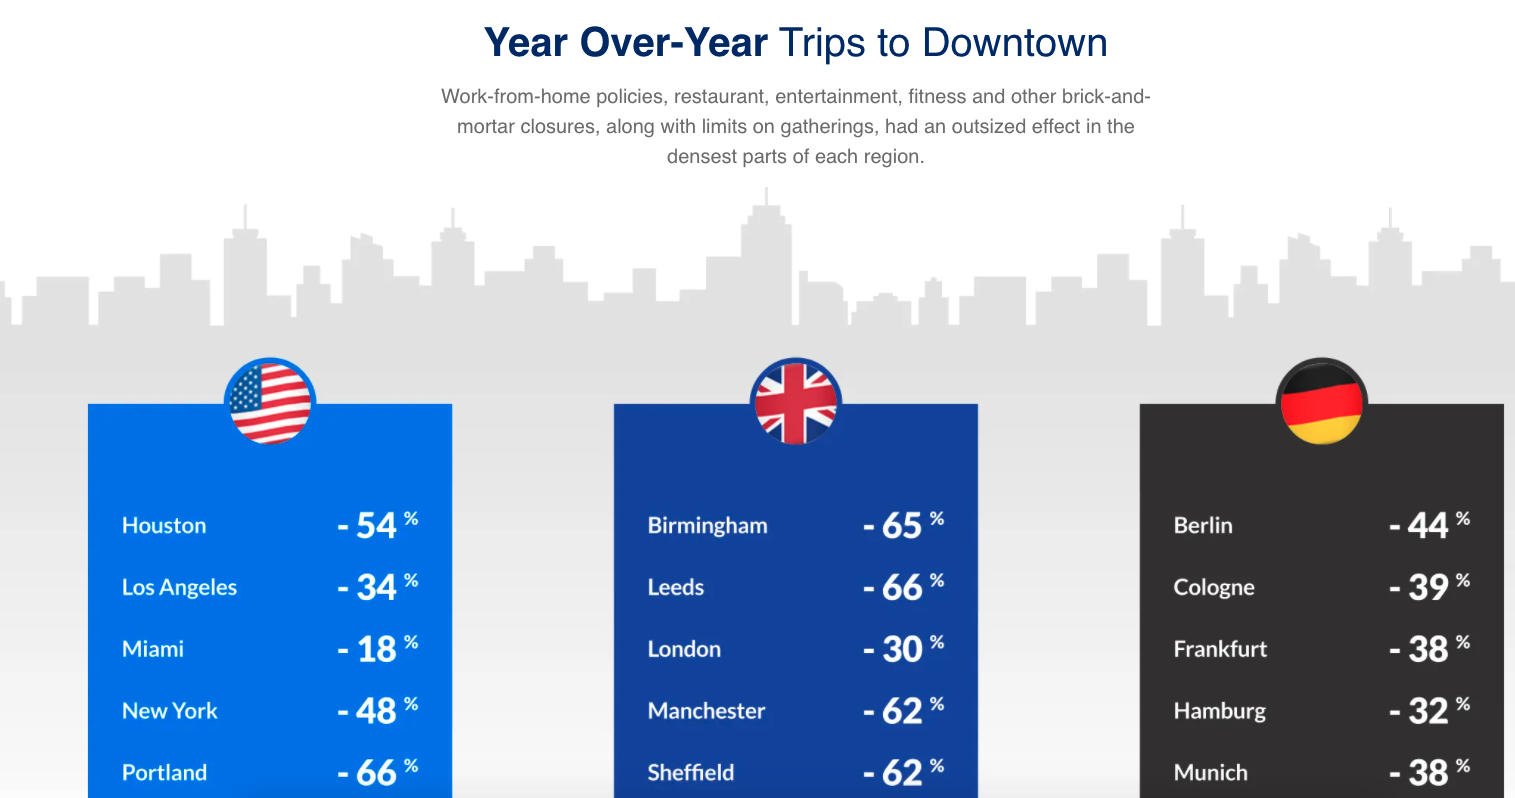 Year Over-Year Trips to Downtown
Work-from-home policies, restaurant, entertainment, fitness and other brick-and-
mortar closures, along with limits on gatherings, had an outsized effect in the
densest parts of each region.
Houston - 54 %
Los Angeles - 34 %
Miami - 18 %
New York - 48 %
Portland - 66 %
Birmingham - 65 %
Leeds - 66 %
London - 30 %
Manchester - 62 %
Sheffield - 62 %
Berlin - 44 %
Cologne - 39 %
Frankfurt - 38 %
Hamburg - 32 %
Munich - 38 %